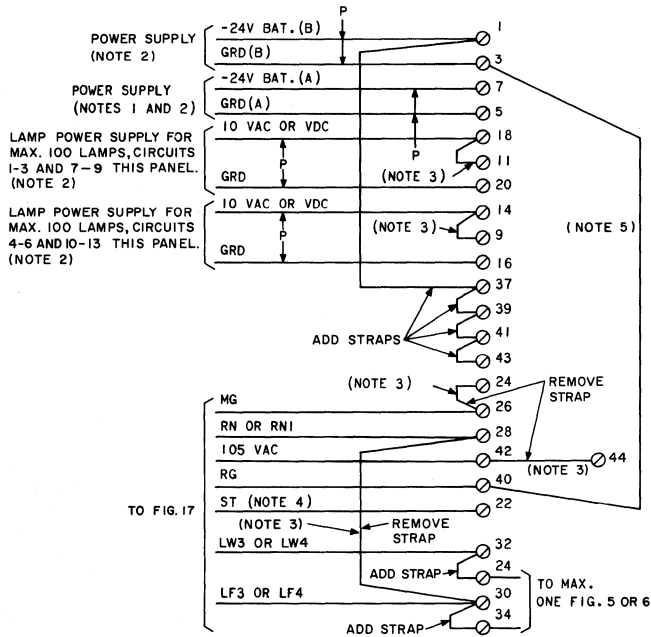 P
-24V BAT.(B)
1
POWER SUPPLY
(NOTE 2)
GRD(B)
3
-24V BAT.(A)
7
POWER SUPPLY
(NOTES 1 AND 2)
GRD(A)
5
10 VAC OR VDC
18
LAMP POWER SUPPLY FOR
MAX. 100 LAMPS, CIRCUITS
1-3 AND 7-9 THIS PANEL.
(NOTE 2)
P
P
11
(NOTE 3)
GRD
20
10 VAC OR VDC
14
LAMP POWER SUPPLY FOR
MAX. 100 LAMPS, CIRCUITS
4-6 AND 10-13 THIS PANEL.
(NOTE 2)
P
(NOTE 3)
9
(NOTE 5)
GRD
16
37
39
ADD STRAPS
41
43
(NOTE 3)
24
REMOVE
STRAP
MG
26
RN OR RN1
28
105 VAC
42
44
(NOTE 3)
RG
40
TO FIG. 17
ST (NOTE 4)
22
(NOTE 3)
REMOVE
STRAP
LW3 OR LW4
32
ADD STRAP
24
TO MAX.
ONE FIG. 5 OR 6
LF3 OR LF4
30
34
ADD STRAP